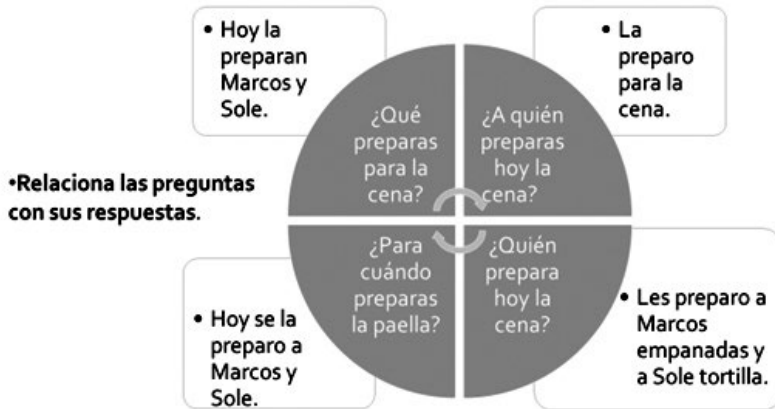 • Hoy la
preparan
Marcos y
Sole.
• La
preparo
para la
cena.
¿Qué
preparas
para la
cena?
¿A quién
preparas
hoy la
cena?
•Relaciona las preguntas
con sus respuestas.
¿Para
cuándo
preparas
la paella?
¿Quién
prepara
hoy la
cena?
• Hoy se la
preparo a
Marcos y
Sole.
• Les preparo a
Marcos
empanadas y
a Sole tortilla.